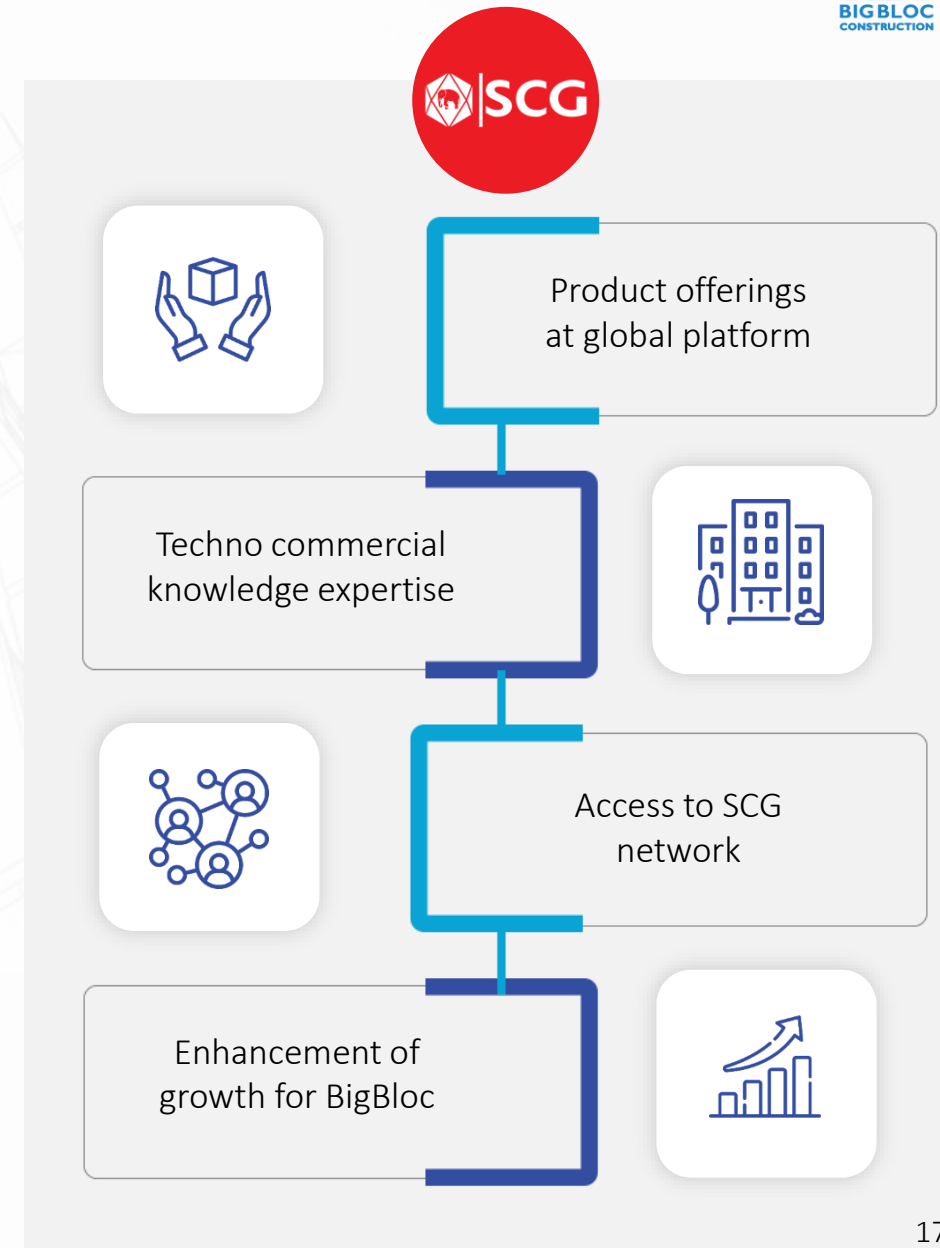 BIGBLOC
CONSTRUCTION
SCG
Product offerings
at global platform
Techno commercial
knowledge expertise
Access to SCG
network
Enhancement of
growth for BigBloc
17